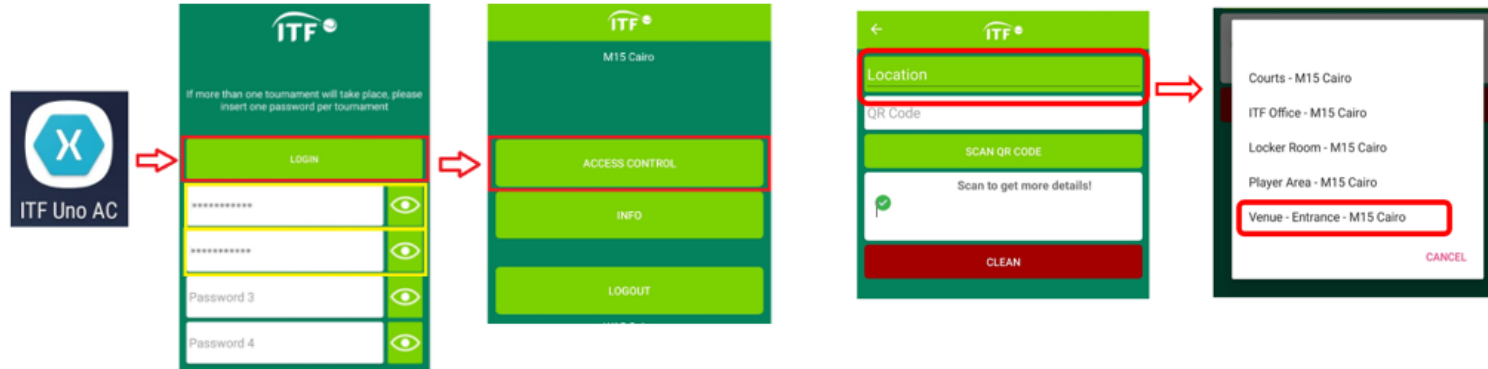 ITF Uno AC
ITF
If more than one tournament will take place, please
insert one password per tournament
LOGIN
***********
***********
Password 3
Password 4
ITF
M15 Cairo
ACCESS CONTROL
INFO
LOGOUT
ITF
Location
QR Code
SCAN QR CODE
Scan to get more details!
CLEAN
Courts - M15 Cairo
ITF Office - M15 Cairo
Locker Room - M15 Cairo
Player Area - M15 Cairo
Venue - Entrance - M15 Cairo
CANCEL